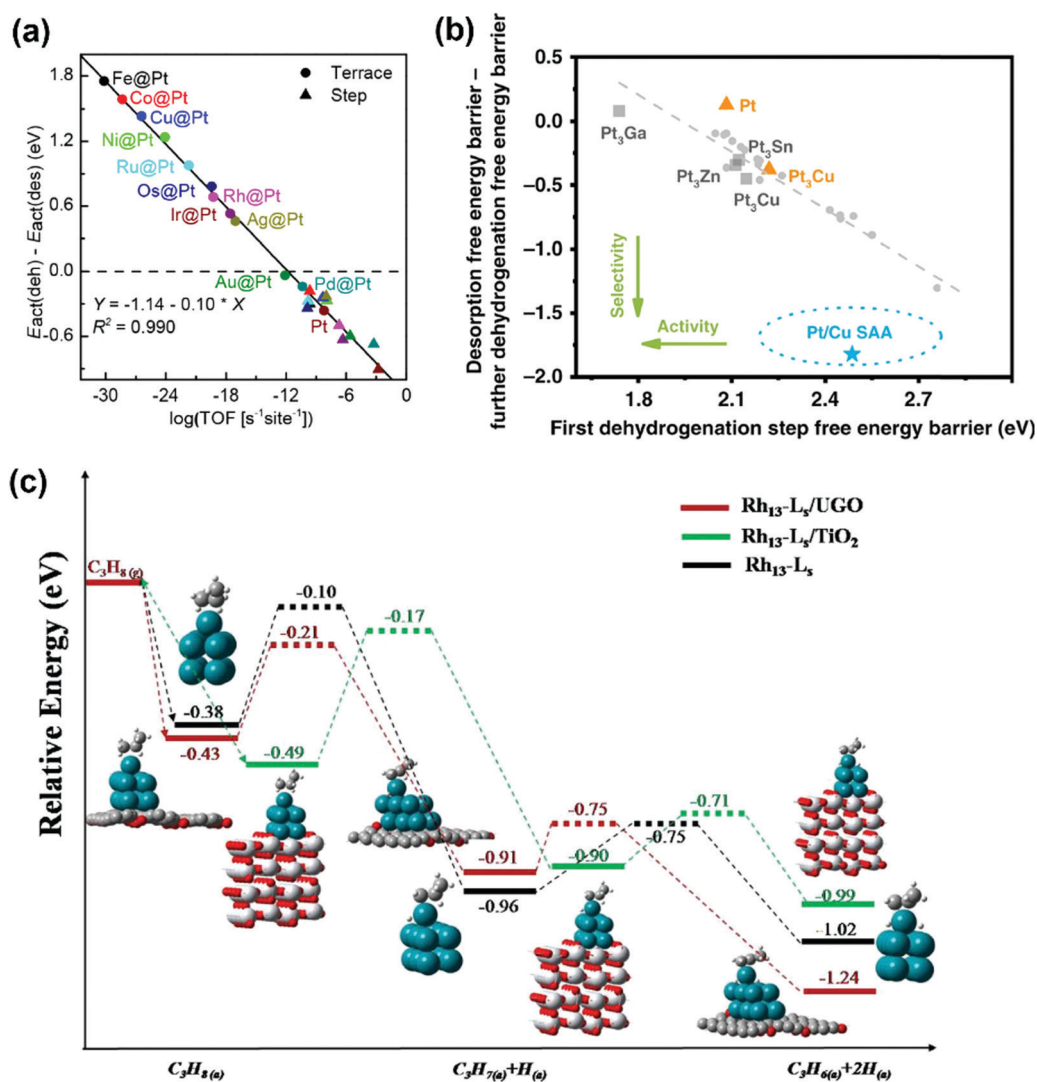 (a)
Eact(deh) - Eact(des) (eV)
1.8
1.2
0.6
0.0
-0.6
Fe@Pt
Co@Pt
Cu@Pt
Ni@Pt
Ru@Pt
Os@Pt
Rh@Pt
Ir@Pt
Ag@Pt
Au@Pt
Pd@Pt
Pt
Terrace
Step
Y = -1.14 - 0.10 * X
R² = 0.990
-30 -24 -18 -12 -6 0
log(TOF [s⁻¹site⁻¹])
(b)
Desorption free energy barrier –
further dehydrogenation free energy barrier
0.5
0.0
−0.5
−1.0
−1.5
−2.0
Pt
Pt₃Ga
Pt₃Sn
Pt₃Zn
Pt₃Cu
Pt₃Cu
Selectivity
Activity
Pt/Cu SAA
1.8 2.1 2.4 2.7
First dehydrogenation step free energy barrier (eV)
(c)
Relative Energy (eV)
Rh₁₃-Lₛ/UGO
Rh₁₃-Lₛ/TiO₂
Rh₁₃-Lₛ
C₃H₈(g)
-0.10
-0.17
-0.21
-0.38
-0.43
-0.49
-0.75
-0.71
-0.75
-0.91
-0.90
-0.96
-0.99
-1.02
-1.24
C₃H₈(a)
C₃H₇(a)+H(a)
C₃H₆(a)+2H(a)